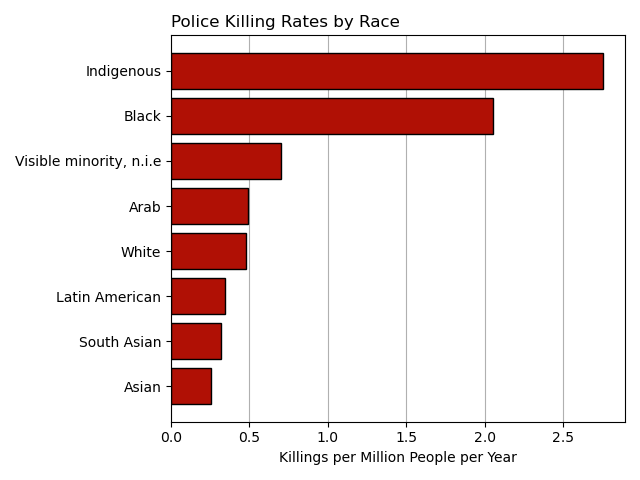 Police Killing Rates by Race
Indigenous
Black
Visible minority, n.i.e
Arab
White
Latin American
South Asian
Asian
0.0 0.5 1.0 1.5 2.0 2.5
Killings per Million People per Year